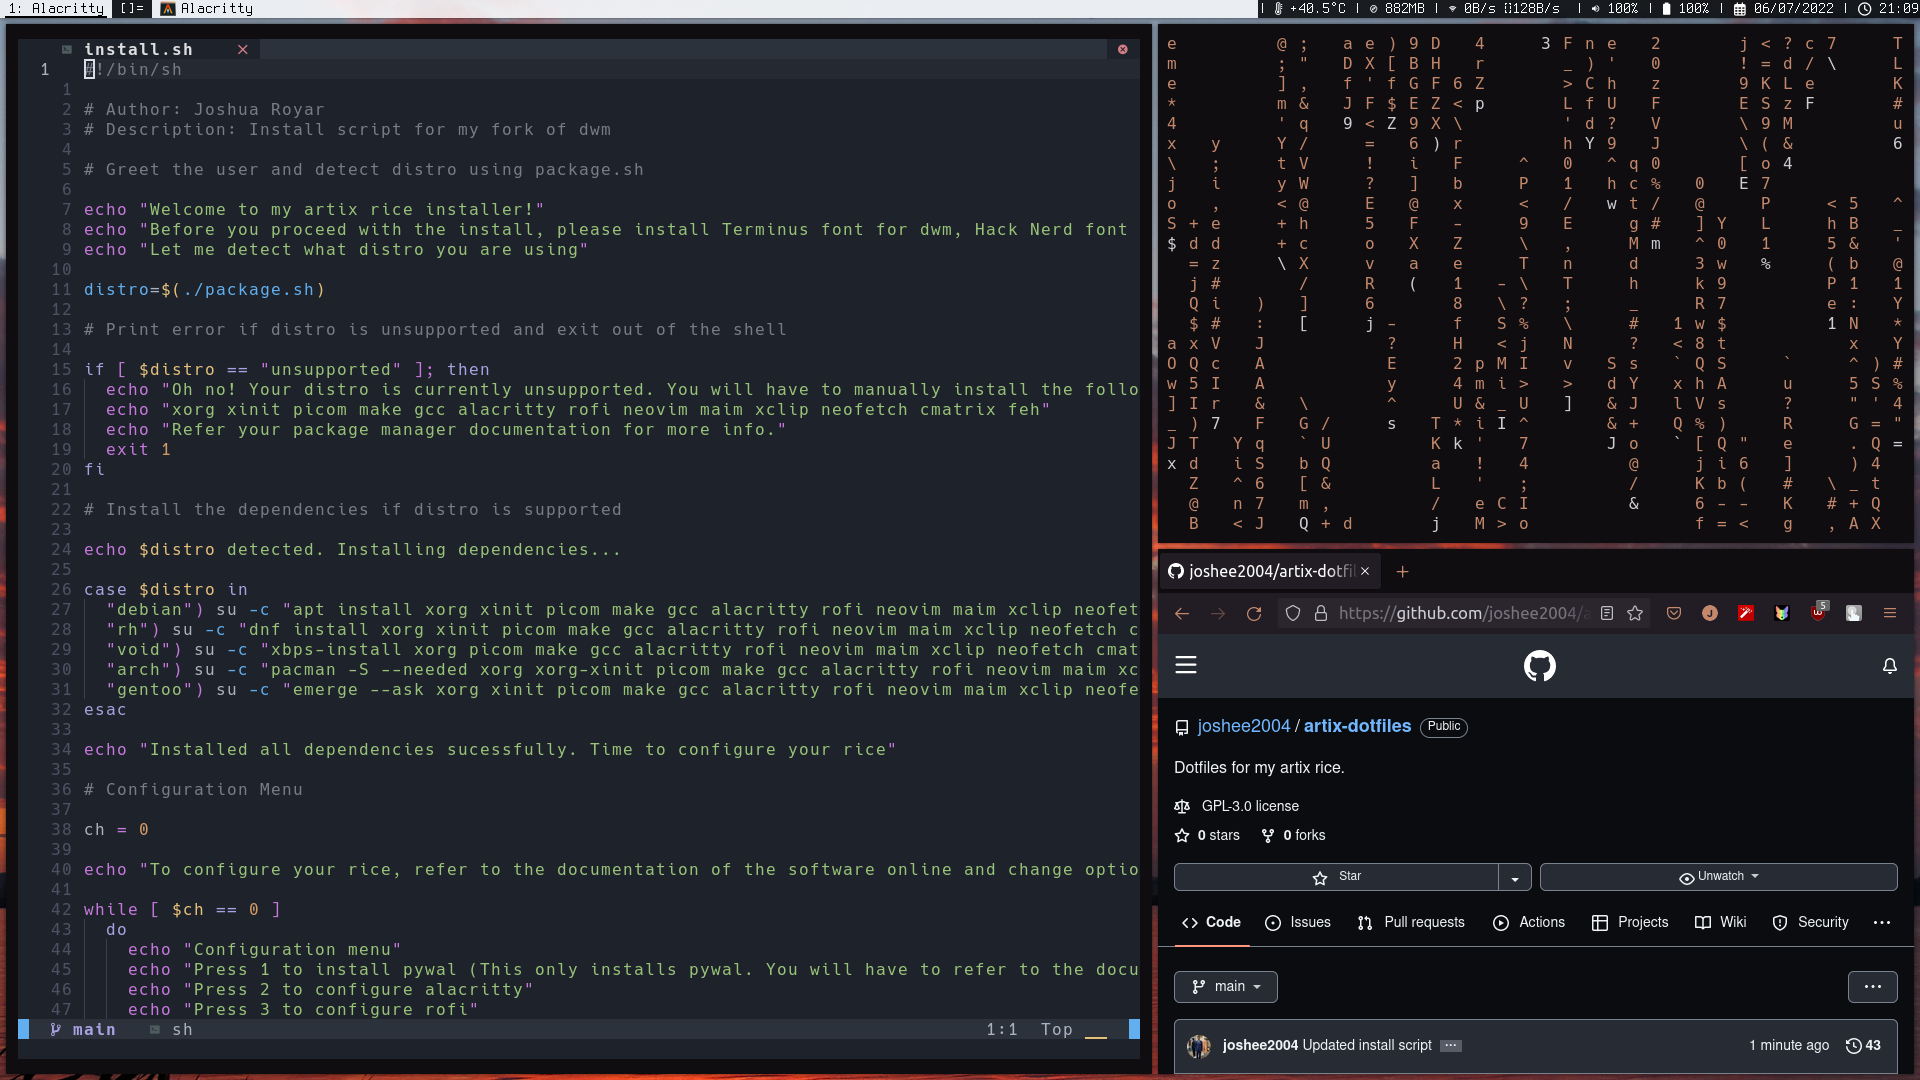 1: Alacritty []= Alacritty
+40.5°C 882MB 0B/s 128B/s 100% 100% 06/07/2022 21:09
install.sh
1 #!/bin/sh
1
2 # Author: Joshua Royar
3 # Description: Install script for my fork of dwm
4
5 # Greet the user and detect distro using package.sh
6
7 echo "Welcome to my artix rice installer!"
8 echo "Before you proceed with the install, please install Terminus font for dwm, Hack Nerd font
9 echo "Let me detect what distro you are using"
10
11 distro=$(./package.sh)
12
13 # Print error if distro is unsupported and exit out of the shell
14
15 if [ $distro == "unsupported" ]; then
16 echo "Oh no! Your distro is currently unsupported. You will have to manually install the follo
17 echo "xorg xinit picom make gcc alacritty rofi neovim maim xclip neofetch cmatrix feh"
18 echo "Refer your package manager documentation for more info."
19 exit 1
20 fi
21
22 # Install the dependencies if distro is supported
23
24 echo $distro detected. Installing dependencies...
25
26 case $distro in
27 "debian") su -c "apt install xorg xinit picom make gcc alacritty rofi neovim maim xclip neofet
28 "rh") su -c "dnf install xorg xinit picom make gcc alacritty rofi neovim maim xclip neofetch c
29 "void") su -c "xbps-install xorg picom make gcc alacritty rofi neovim maim xclip neofetch cmat
30 "arch") su -c "pacman -S --needed xorg xorg-xinit picom make gcc alacritty rofi neovim maim xc
31 "gentoo") su -c "emerge --ask xorg xinit picom make gcc alacritty rofi neovim maim xclip neofe
32 esac
33
34 echo "Installed all dependencies sucessfully. Time to configure your rice"
35
36 # Configuration Menu
37
38 ch = 0
39
40 echo "To configure your rice, refer to the documentation of the software online and change optio
41
42 while [ $ch == 0 ]
43 do
44 echo "Configuration menu"
45 echo "Press 1 to install pywal (This only installs pywal. You will have to refer to the docu
46 echo "Press 2 to configure alacritty"
47 echo "Press 3 to configure rofi"
main sh 1:1 Top
joshee2004/artix-dotfil
https://github.com/joshee2004/a
5
joshee2004 / artix-dotfiles Public
Dotfiles for my artix rice.
GPL-3.0 license
0 stars 0 forks
Star Unwatch
Code Issues Pull requests Actions Projects Wiki Security
main
joshee2004 Updated install script 1 minute ago 43